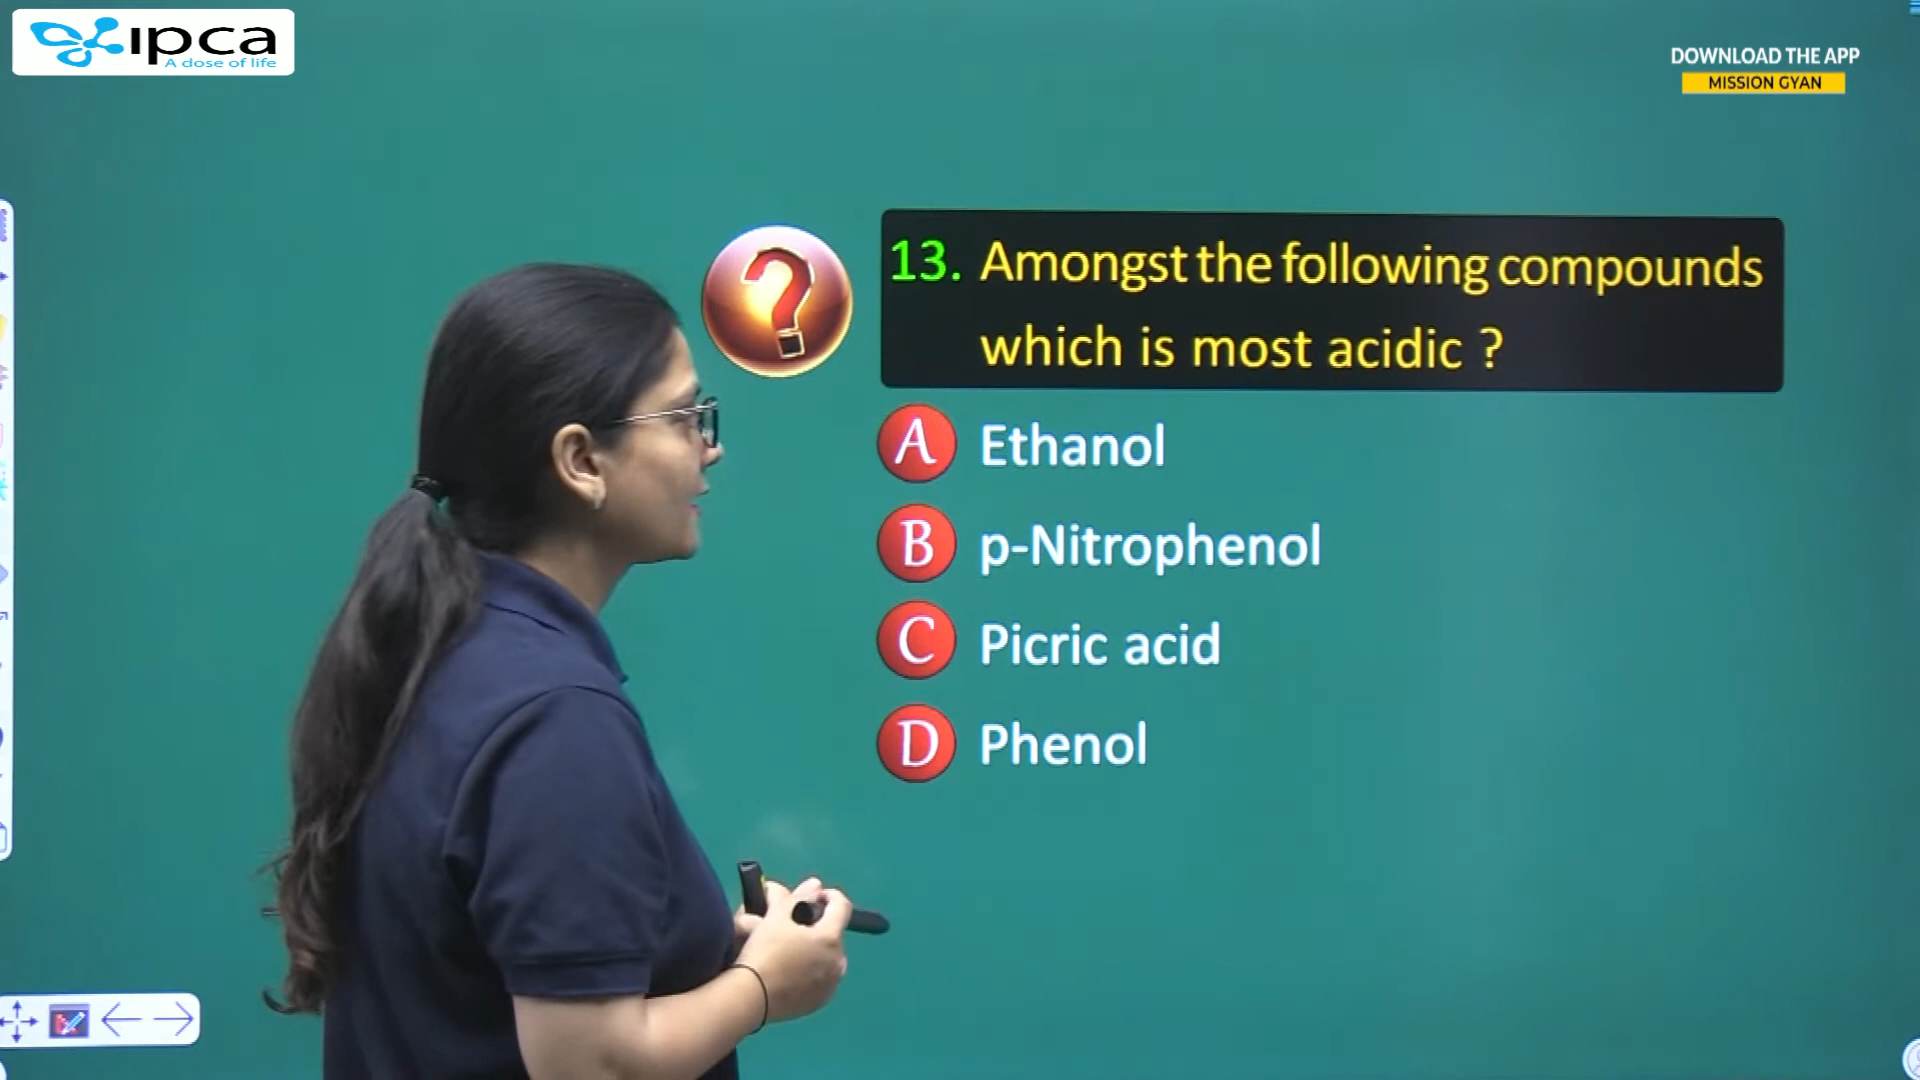 ipca
A dose of life
DOWNLOAD THE APP
MISSION GYAN
13. Amongst the following compounds
which is most acidic ?
A Ethanol
B p-Nitrophenol
C Picric acid
D Phenol